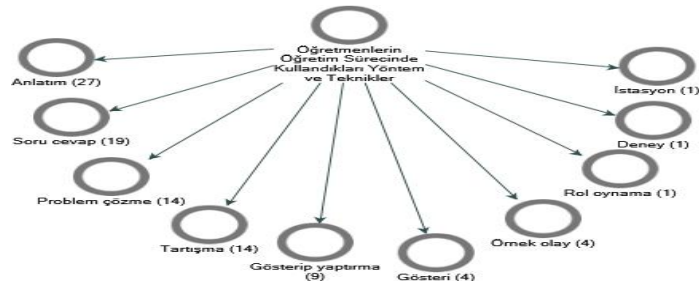 Öğretmenlerin
Öğretim Sürecinde
Kullandıkları Yöntem
ve Teknikler
Anlatım (27)
Soru cevap (19)
Problem çözme (14)
Tartışma (14)
Gösterip yaptırma
(9)
Gösteri (4)
Örnek olay (4)
Rol oynama (1)
Deney (1)
İstasyon (1)